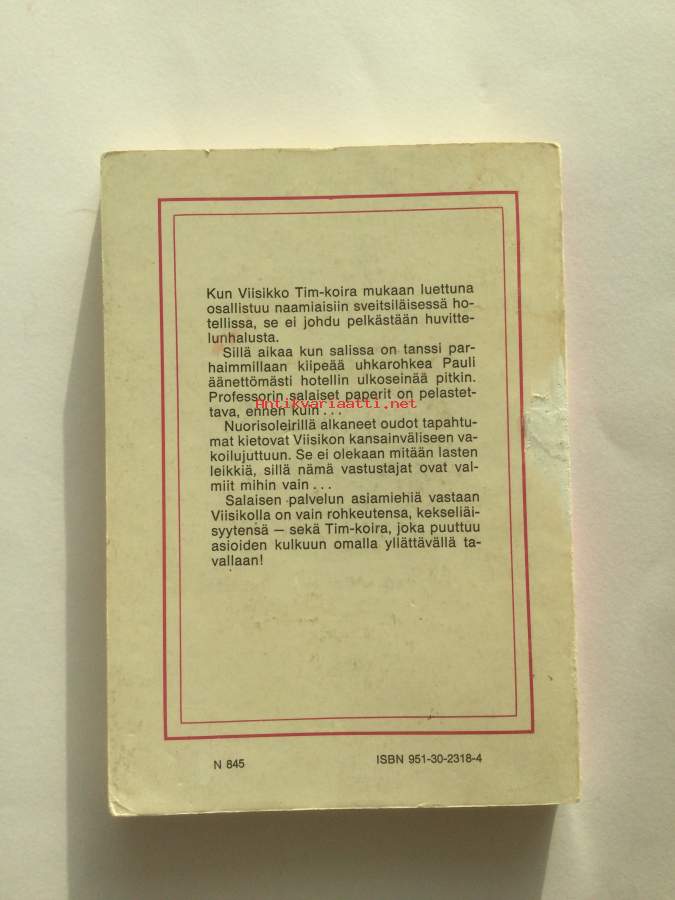 Kun Viisikko Tim-koira mukaan luettuna
osallistuu naamiaisiin sveitsiläisessä ho-
tellissa, se ei johdu pelkästään huvitte-
lunhalusta.
Sillä aikaa kun salissa on tanssi par-
haimmillaan kiipeää uhkarohkea Pauli
äänettömästi hotellin ulkoseinää pitkin.
Professorin salaiset paperit on pelastet-
tava, ennen kuin...
Antikvariaatti.net
Nuorisoleirillä alkaneet oudot tapahtu-
mat kietovat Viisikon kansainväliseen va-
koilujuttuun. Se ei olekaan mitään lasten
leikkiä, sillä nämä vastustajat ovat val-
miit mihin vain...
Salaisen palvelun asiamiehiä vastaan
Viisikolla on vain rohkeutensa, kekseliäi-
syytensä — sekä Tim-koira, joka puuttuu
asioiden kulkuun omalla yllättävällä ta-
vallaan!
N 845
ISBN 951-30-2318-4